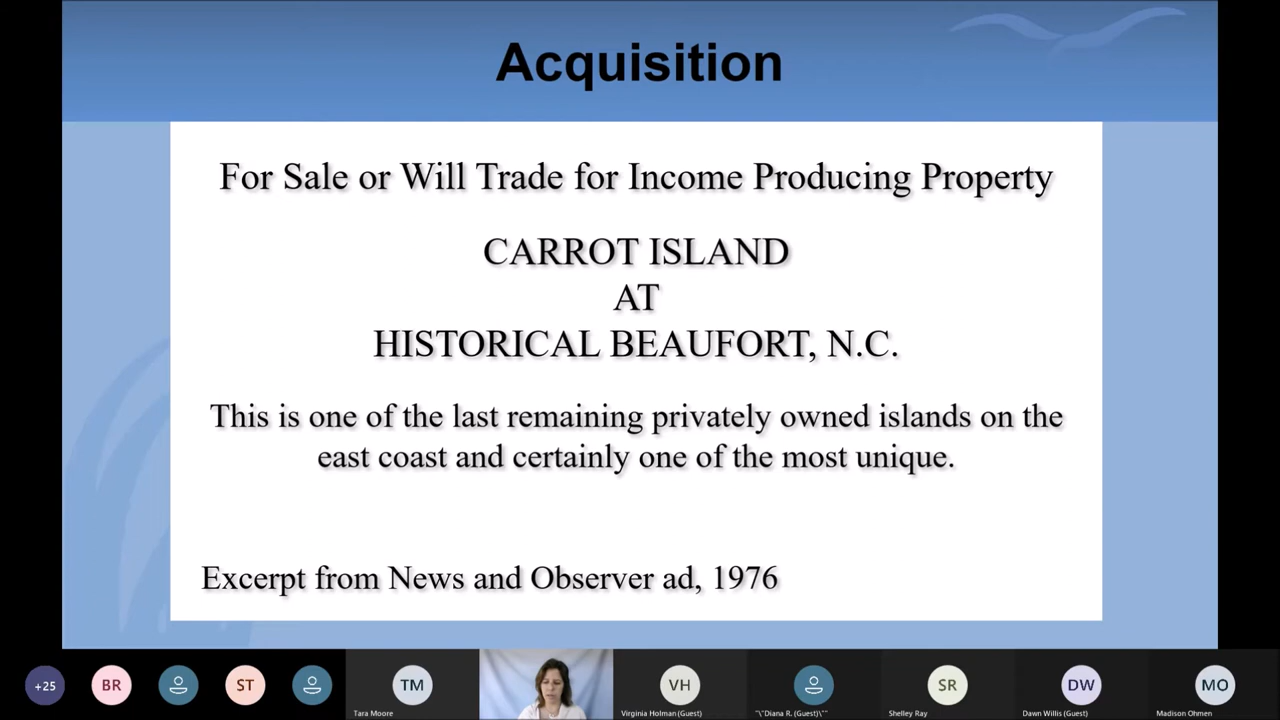 Acquisition
For Sale or Will Trade for Income Producing Property
CARROT ISLAND
AT
HISTORICAL BEAUFORT, N.C.
This is one of the last remaining privately owned islands on the
east coast and certainly one of the most unique.
Excerpt from News and Observer ad, 1976
+25
BR
ST
TM
VH
SR
DW
MO
Tara Moore
Virginia Holman (Guest)
"\"Diana R. (Guest)\""
Shelley Ray
Dawn Willis (Guest)
Madison Ohmen